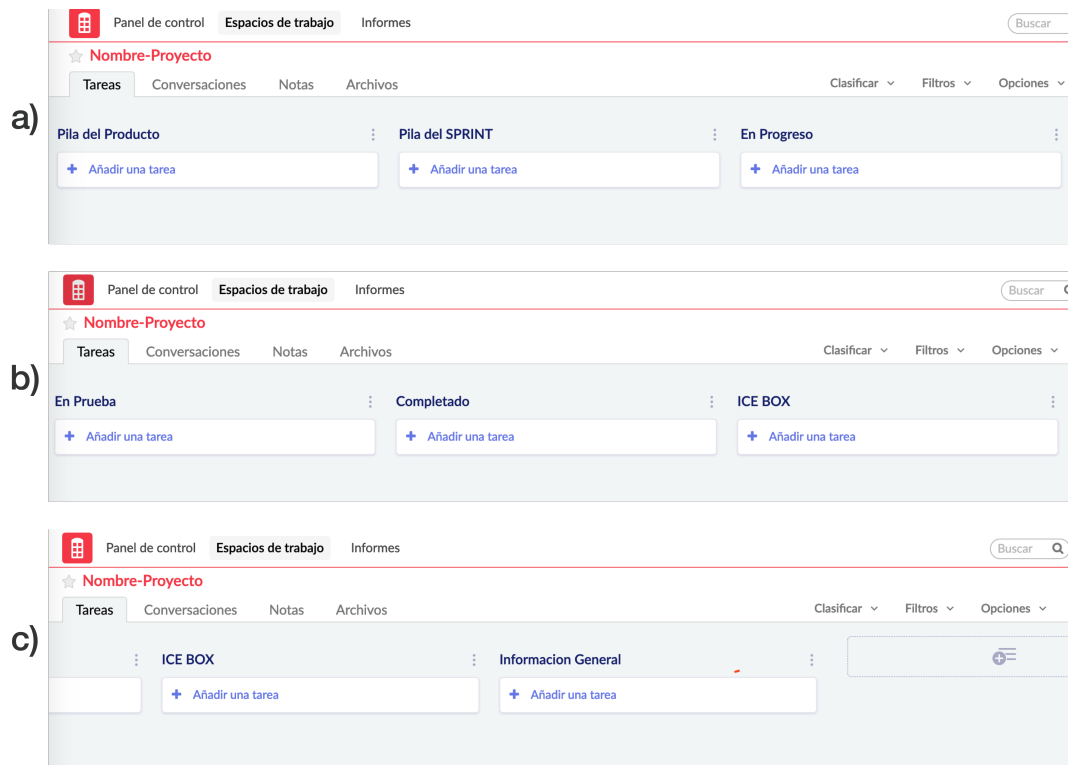 Panel de control Espacios de trabajo Informes Buscar
Nombre-Proyecto
Tareas Conversaciones Notas Archivos Clasificar Filtros Opciones
a)
Pila del Producto Pila del SPRINT En Progreso
+ Añadir una tarea + Añadir una tarea + Añadir una tarea
Panel de control Espacios de trabajo Informes Buscar
Nombre-Proyecto
Tareas Conversaciones Notas Archivos Clasificar Filtros Opciones
b)
En Prueba Completado ICE BOX
+ Añadir una tarea + Añadir una tarea + Añadir una tarea
Panel de control Espacios de trabajo Informes Buscar
Nombre-Proyecto
Tareas Conversaciones Notas Archivos Clasificar Filtros Opciones
c)
ICE BOX Informacion General
+ Añadir una tarea + Añadir una tarea